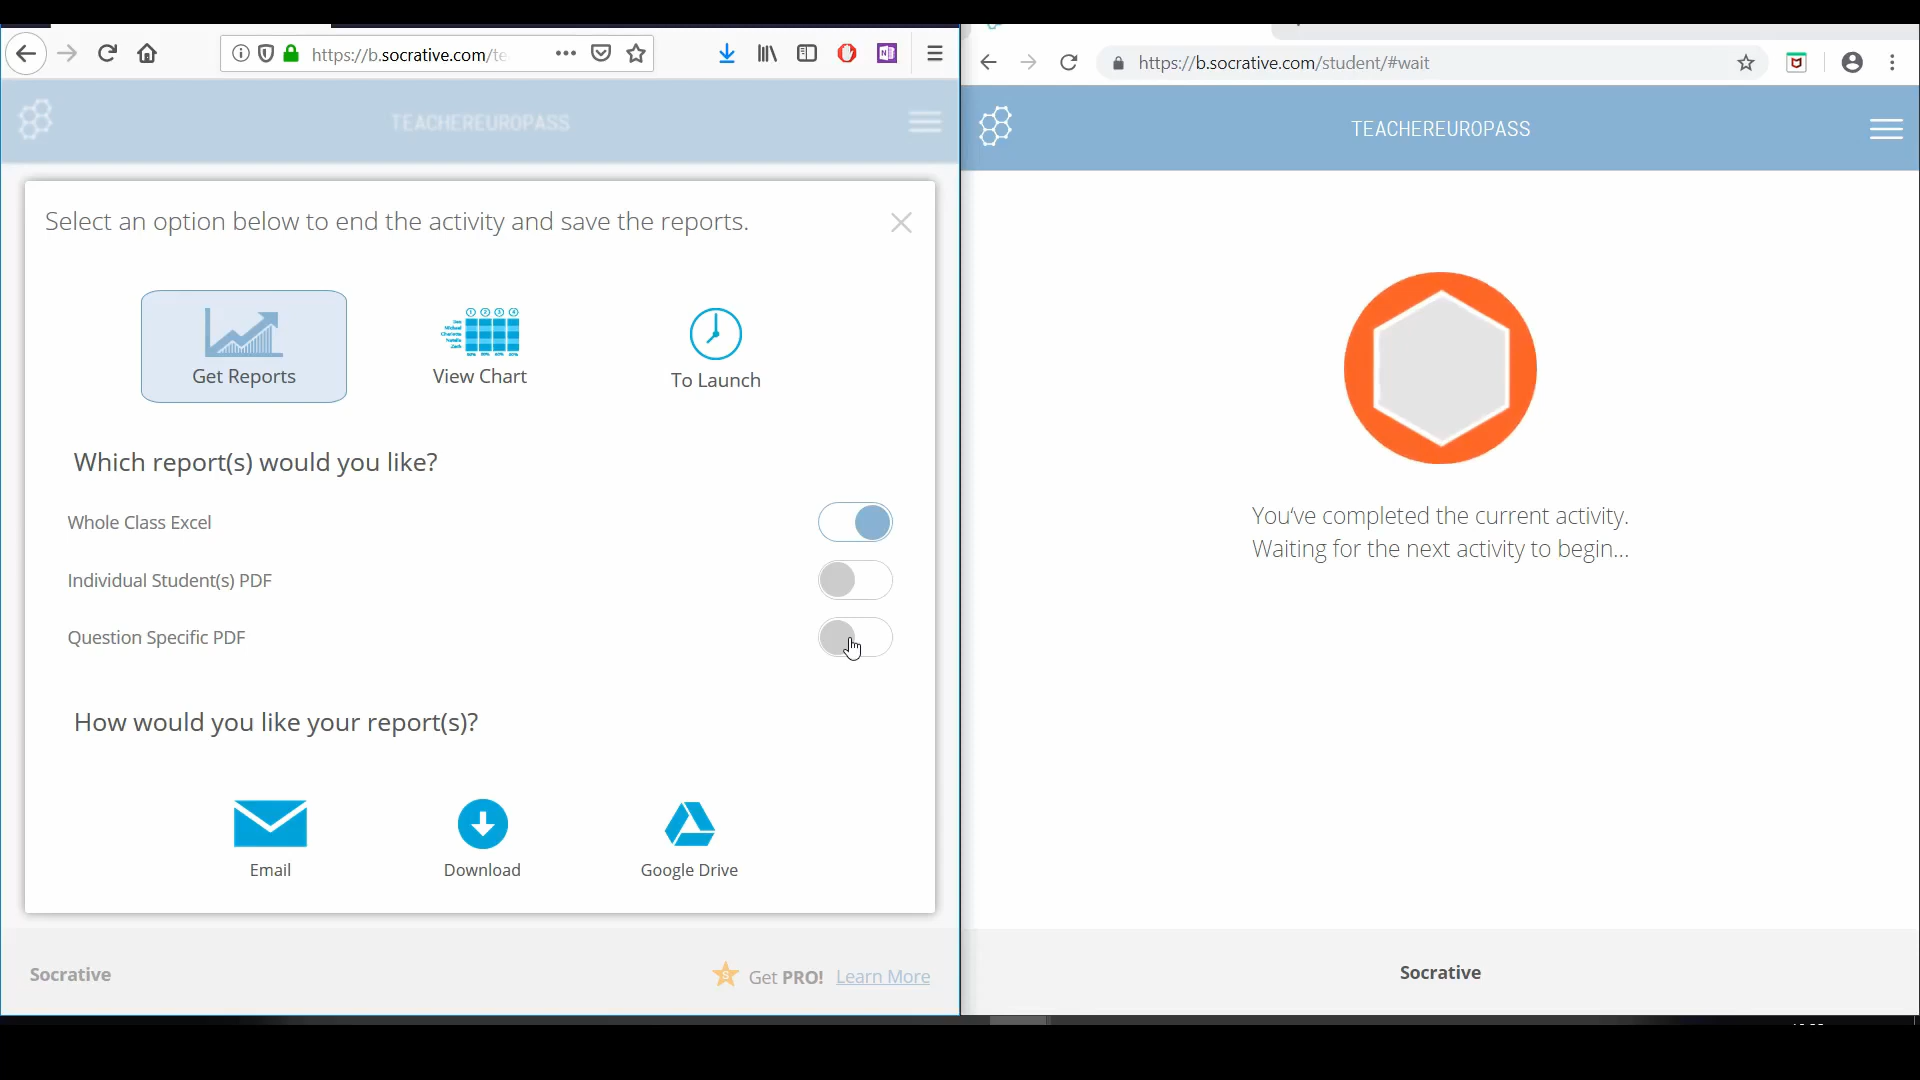 https://b.socrative.com/te
TEACHEREUROPASS
Select an option below to end the activity and save the reports.
Get Reports
View Chart
To Launch
Which report(s) would you like?
Whole Class Excel
Individual Student(s) PDF
Question Specific PDF
How would you like your report(s)?
Email
Download
Google Drive
Socrative
Get PRO! Learn More
https://b.socrative.com/student/#wait
TEACHEREUROPASS
You've completed the current activity.
Waiting for the next activity to begin...
Socrative